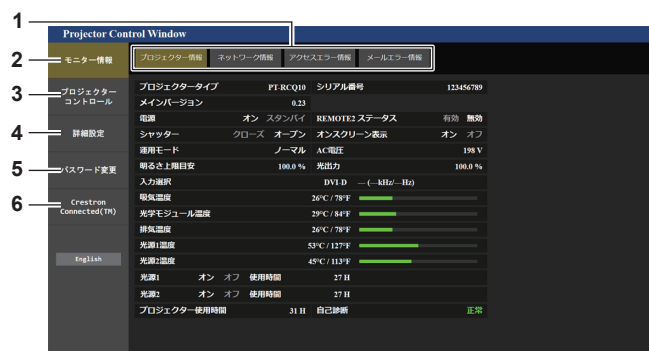 Projector Control Window
1
2
3
4
5
6
モニター情報
プロジェクター
コントロール
詳細設定
パスワード変更
Crestron
Connected(TM)
English
プロジェクター情報 ネットワーク情報 アクセスエラー情報 メールエラー情報
プロジェクタータイプ PT-RCQ10 シリアル番号 123456789
メインバージョン 0.23
電源 オン スタンバイ REMOTE2 ステータス 有効 無効
シャッター クローズ オープン オンスクリーン表示 オン オフ
運用モード ノーマル AC電圧 198 V
明るさ上限目安 100.0 % 光出力 100.0 %
入力選択 DVI-D --- (---kHz/---Hz)
吸気温度 26°C / 78°F
光学モジュール温度 29°C / 84°F
排気温度 26°C / 78°F
光源1温度 53°C / 127°F
光源2温度 45°C / 113°F
光源1 オン オフ 使用時間 27 H
光源2 オン オフ 使用時間 27 H
プロジェクター使用時間 31 H 自己診断 正常